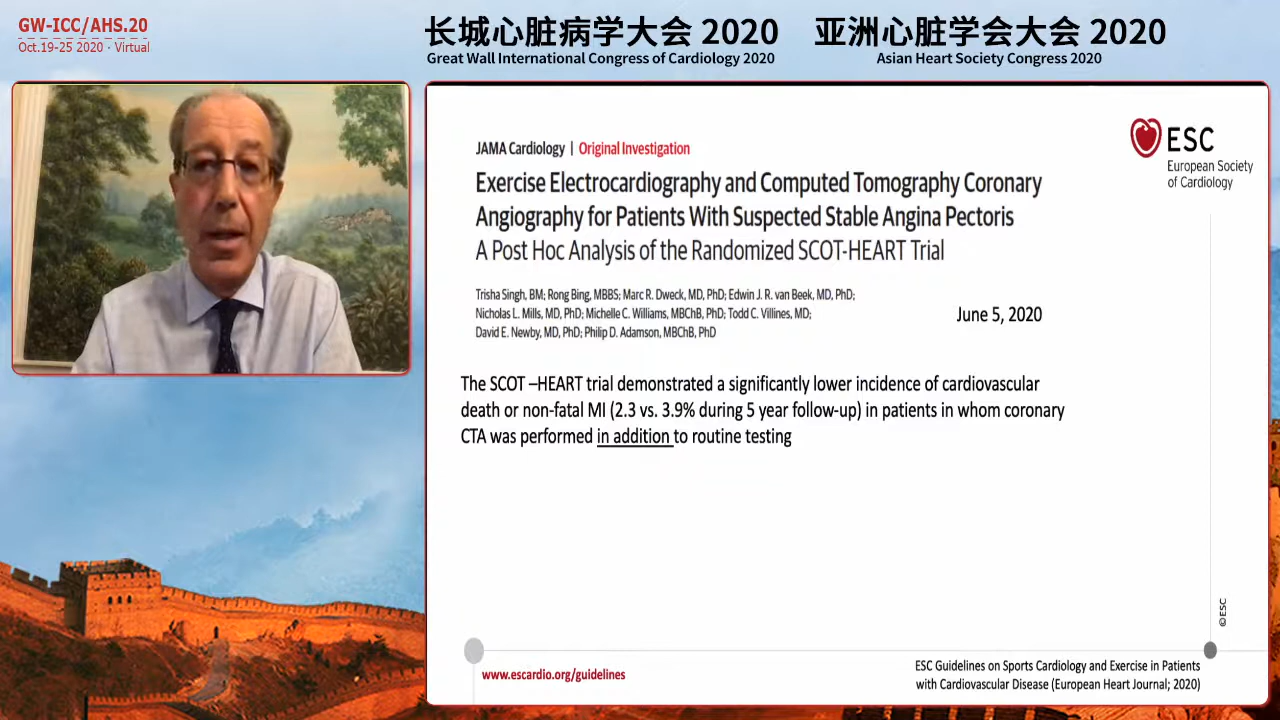 GW-ICC/AHS.20
Oct.19-25 2020 · Virtual
长城心脏病学大会 2020
Great Wall International Congress of Cardiology 2020
亚洲心脏学会大会 2020
Asian Heart Society Congress 2020
ESC
European Society
of Cardiology
JAMA Cardiology | Original Investigation
Exercise Electrocardiography and Computed Tomography Coronary
Angiography for Patients With Suspected Stable Angina Pectoris
A Post Hoc Analysis of the Randomized SCOT-HEART Trial
Trisha Singh, BM; Rong Bing, MBBS; Marc R. Dweck, MD, PhD; Edwin J. R. van Beek, MD, PhD;
Nicholas L. Mills, MD, PhD; Michelle C. Williams, MBChB, PhD; Todd C. Villines, MD;
David E. Newby, MD, PhD; Philip D. Adamson, MBChB, PhD
June 5, 2020
The SCOT –HEART trial demonstrated a significantly lower incidence of cardiovascular
death or non-fatal MI (2.3 vs. 3.9% during 5 year follow-up) in patients in whom coronary
CTA was performed in addition to routine testing
©ESC
www.escardio.org/guidelines
ESC Guidelines on Sports Cardiology and Exercise in Patients
with Cardiovascular Disease (European Heart Journal; 2020)